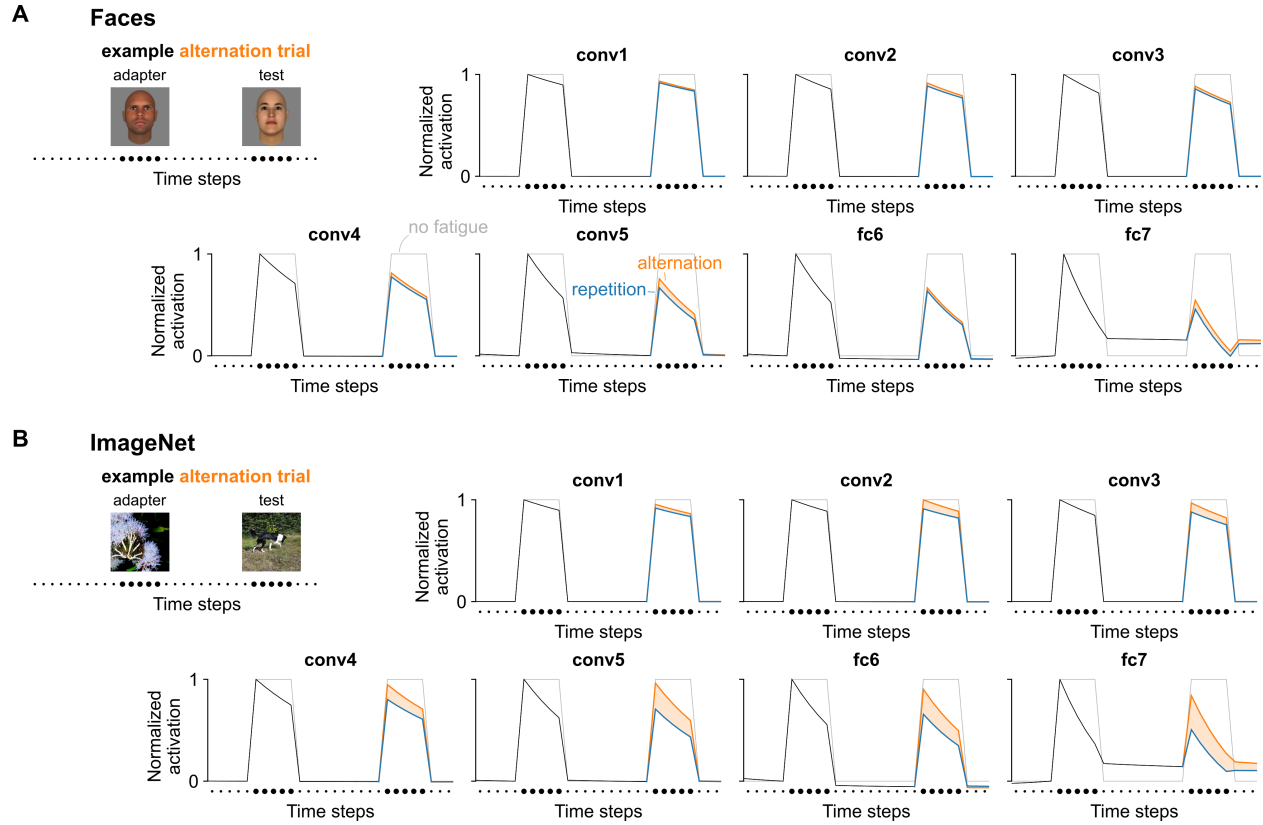 A
Faces
example alternation trial
adapter
test
Time steps
conv1
conv2
conv3
Normalized
activation
1
0
Time steps
Time steps
Time steps
conv4
no fatigue
conv5
fc6
fc7
Normalized
activation
1
0
alternation
repetition
Time steps
Time steps
Time steps
Time steps
B
ImageNet
example alternation trial
adapter
test
Time steps
conv1
conv2
conv3
Normalized
activation
1
0
Time steps
Time steps
Time steps
conv4
conv5
fc6
fc7
Normalized
activation
1
0
Time steps
Time steps
Time steps
Time steps